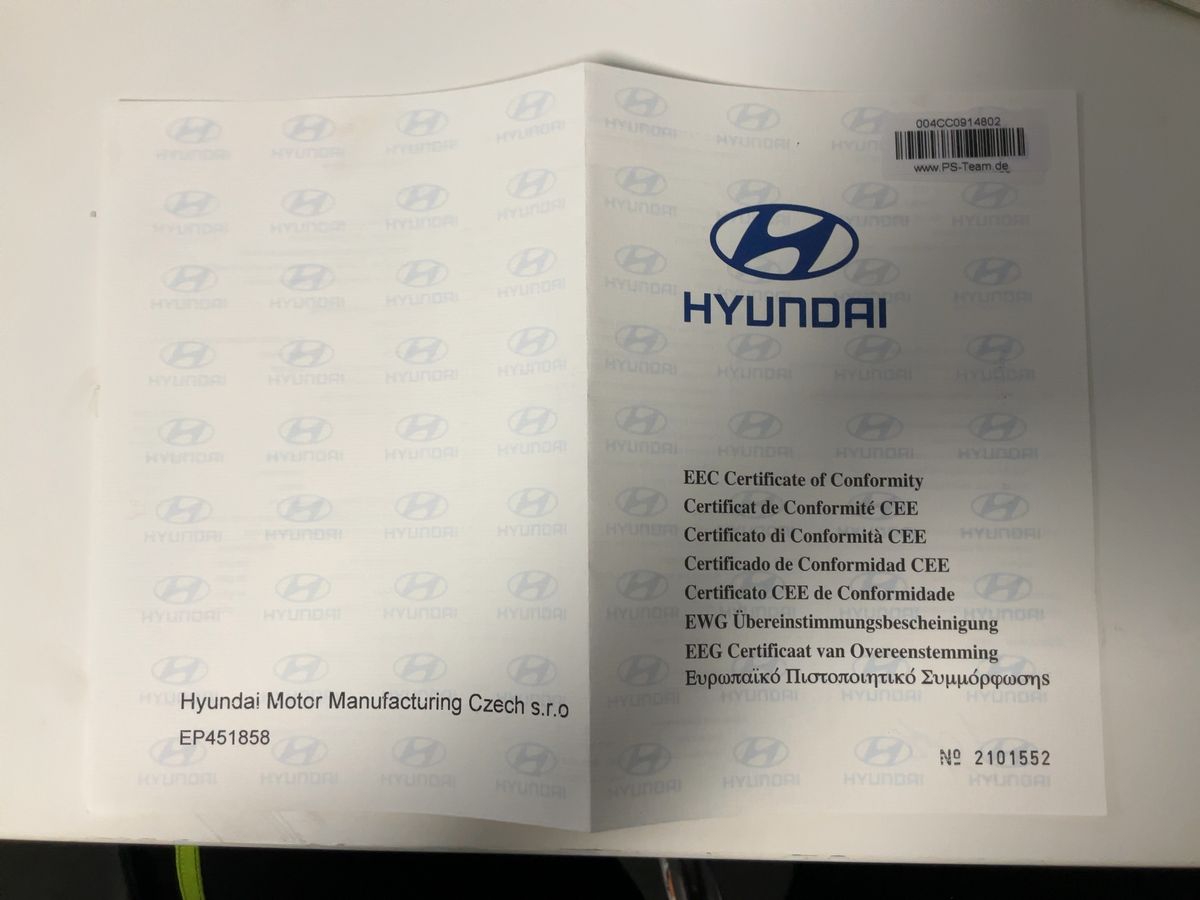 Hyundai Motor Manufacturing Czech s.r.o
EP451858
004CC0914802
www.PS-Team.de
HYUNDAI
EEC Certificate of Conformity
Certificat de Conformité CEE
Certificato di Conformità CEE
Certificado de Conformidad CEE
Certificato CEE de Conformidade
EWG Übereinstimmungsbescheinigung
EEG Certificaat van Overeenstemming
Ευρωπαϊκό Πιστοποιητικό Συμμόρφωσης
Nº 2101552